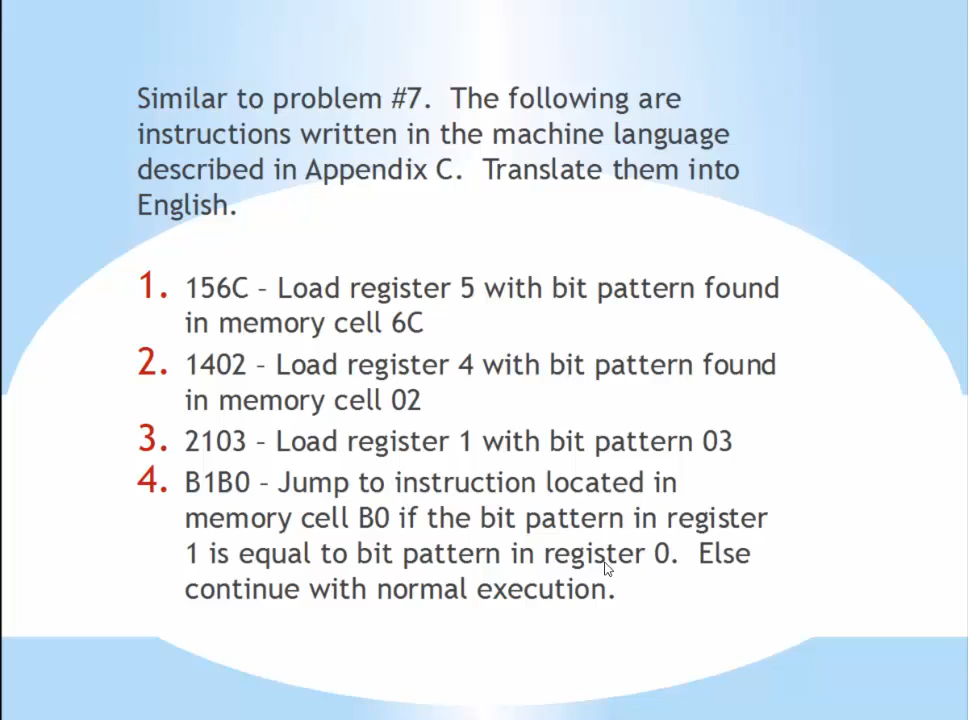 Similar to problem #7.  The following are
instructions written in the machine language
described in Appendix C.  Translate them into
English.
1. 156C – Load register 5 with bit pattern found
in memory cell 6C
2. 1402 – Load register 4 with bit pattern found
in memory cell 02
3. 2103 – Load register 1 with bit pattern 03
4. B1B0 – Jump to instruction located in
memory cell B0 if the bit pattern in register
1 is equal to bit pattern in register 0.  Else
continue with normal execution.